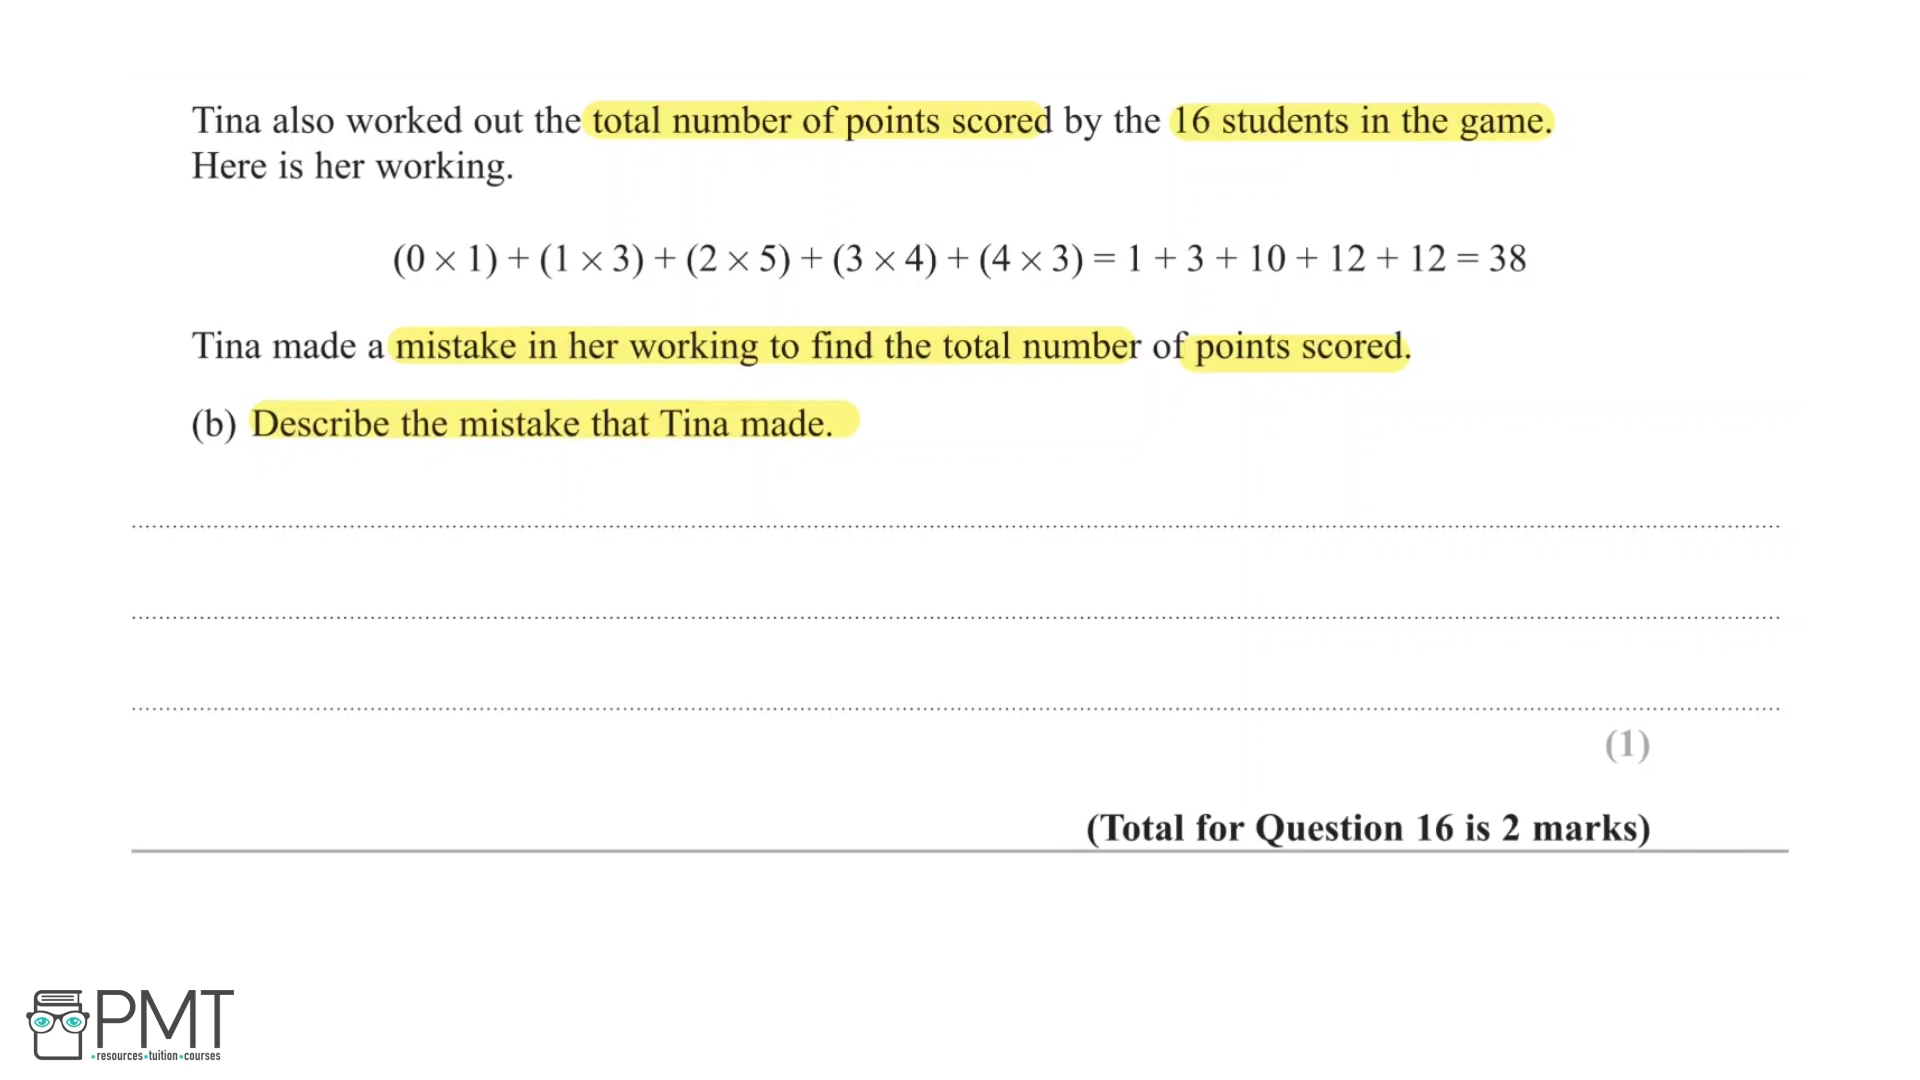 Tina also worked out the total number of points scored by the 16 students in the game.
Here is her working.
(0 × 1) + (1 × 3) + (2 × 5) + (3 × 4) + (4 × 3) = 1 + 3 + 10 + 12 + 12 = 38
Tina made a mistake in her working to find the total number of points scored.
(b) Describe the mistake that Tina made.
(1)
(Total for Question 16 is 2 marks)
PMT
•resources•tuition•courses